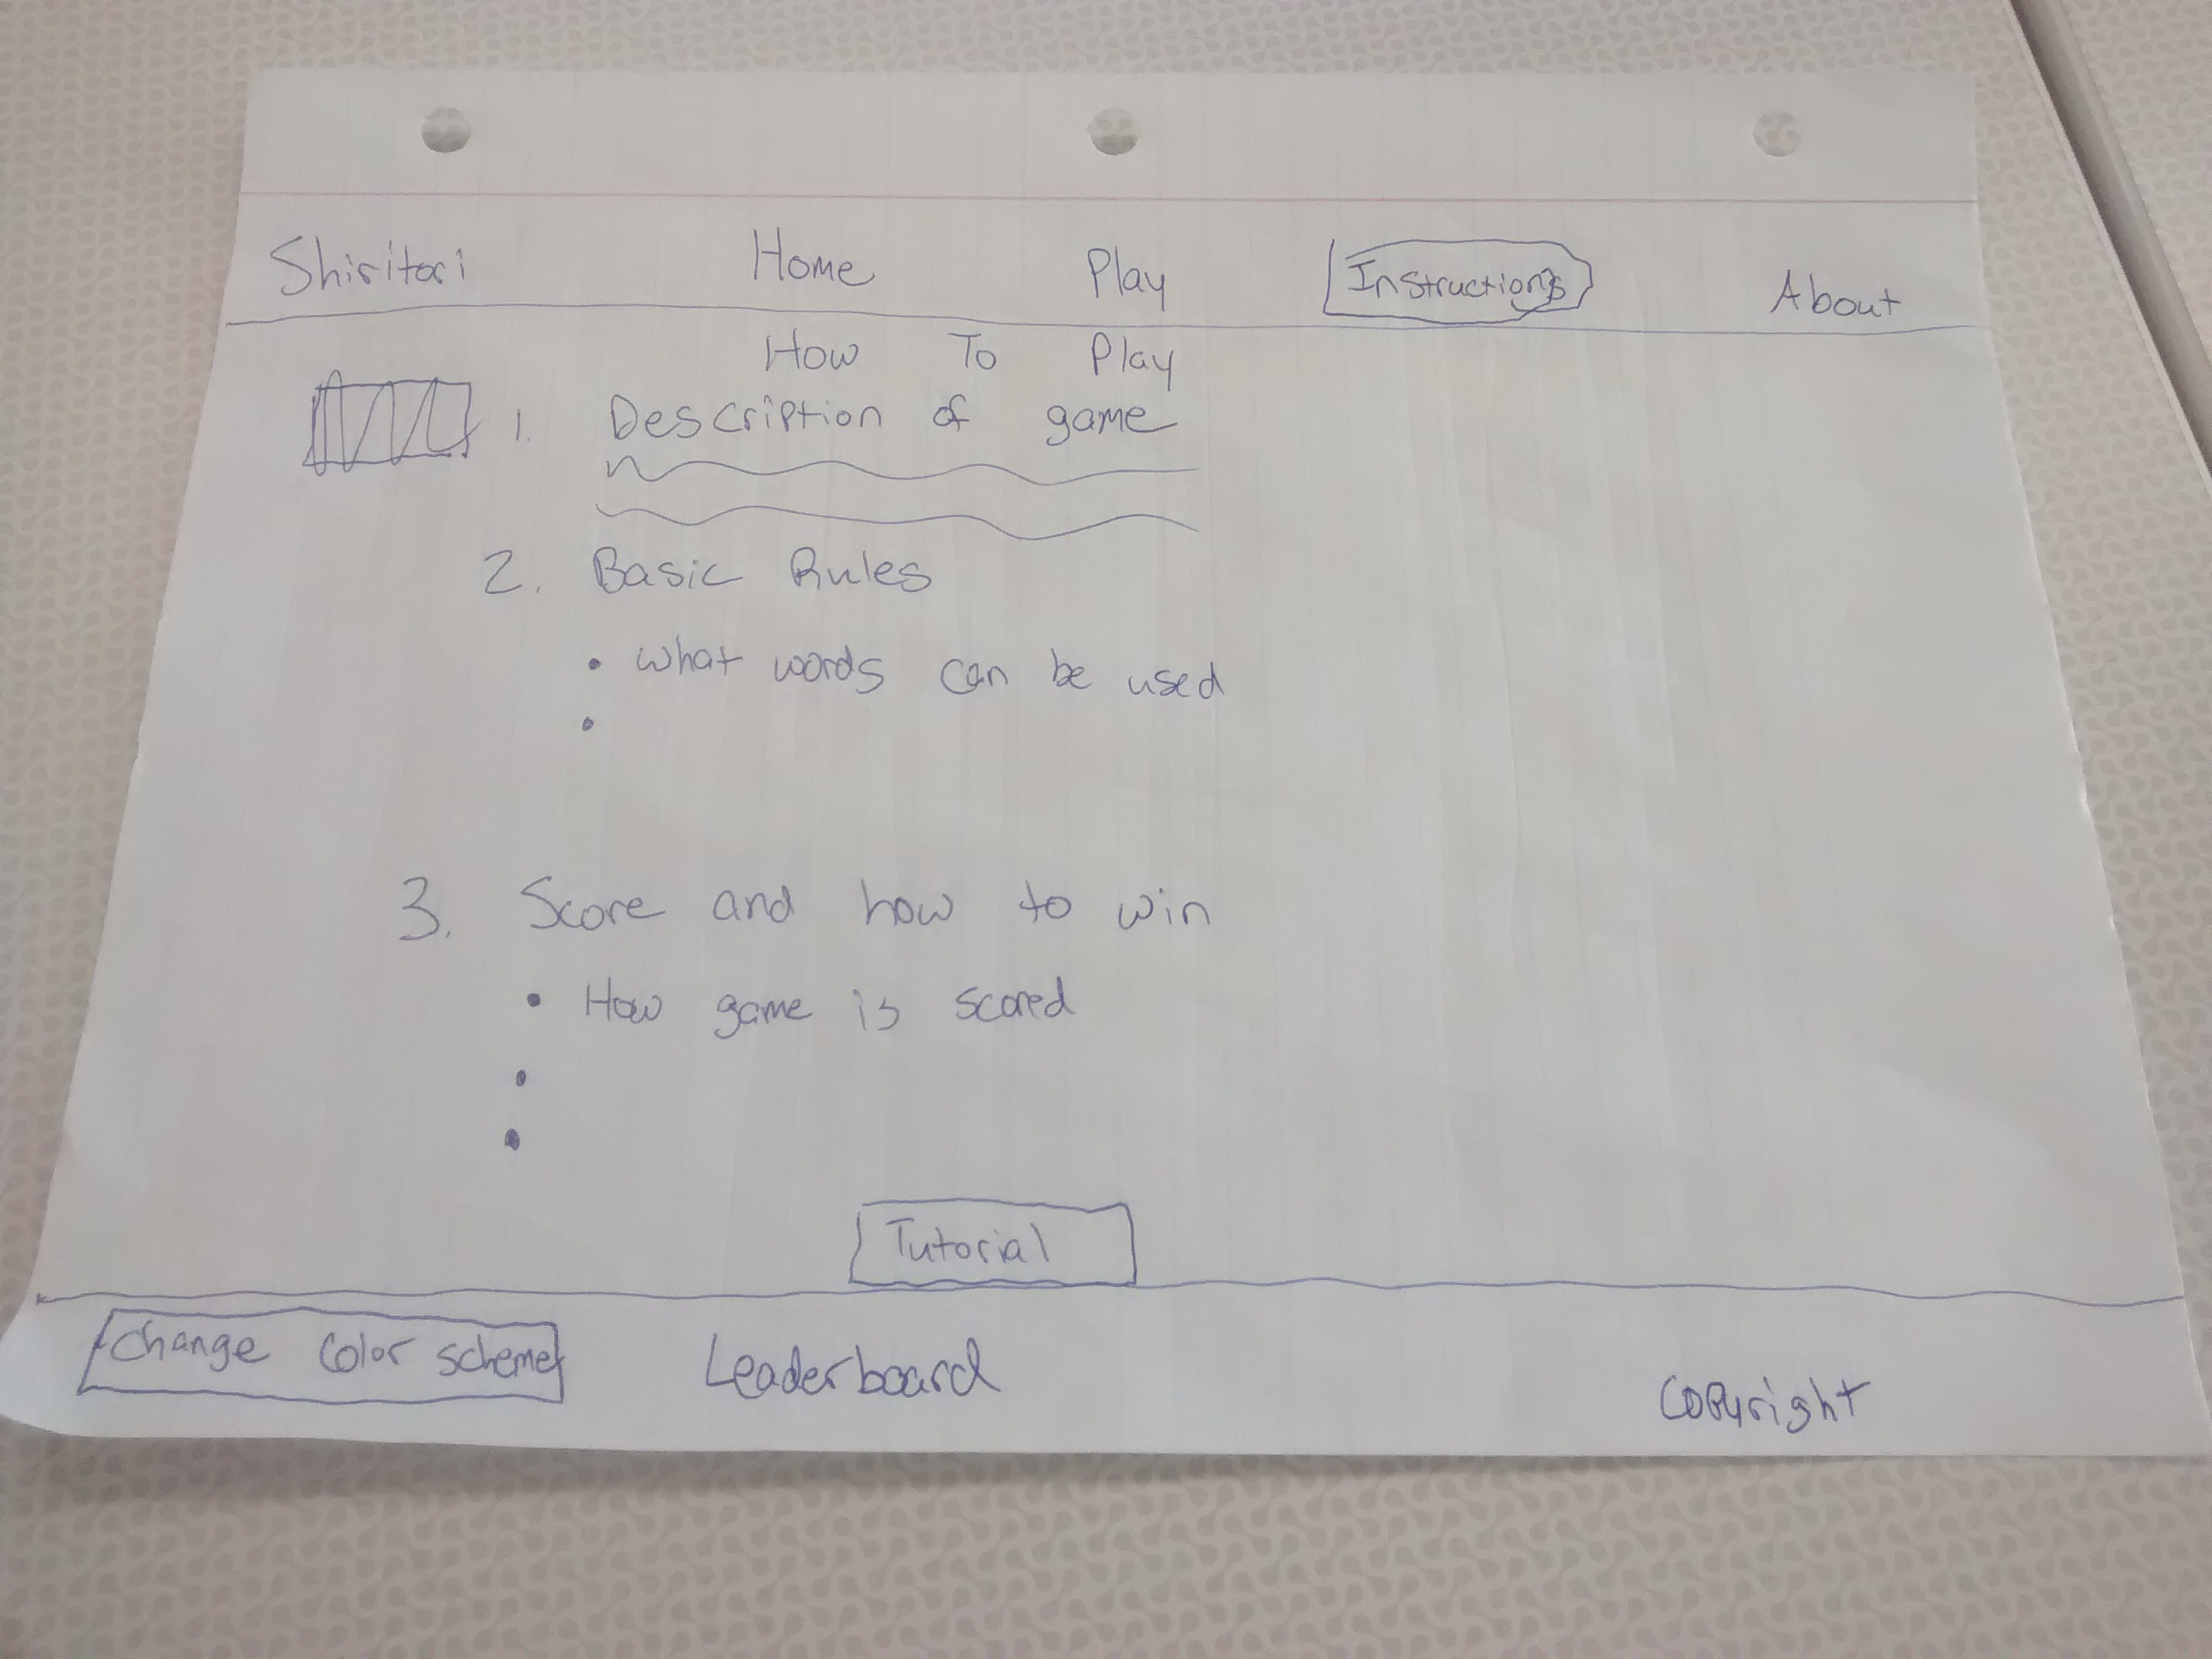 Shiritori Home Play Instructions About
How To Play
1. Description of game
2. Basic Rules
• what words can be used
•
3. Score and how to win
• How game is scored
•
•
Tutorial
Change Color scheme Leaderboard Copyright